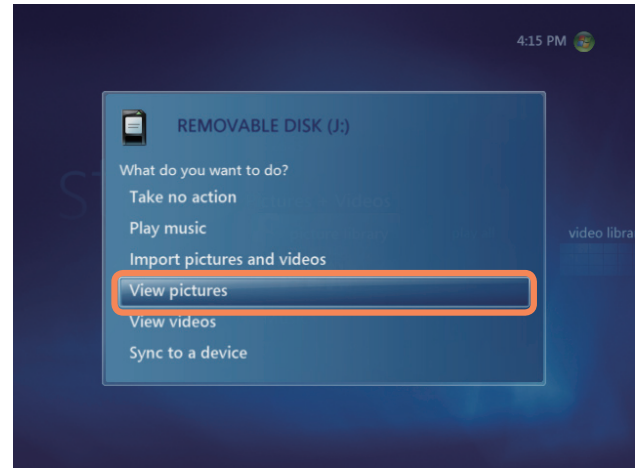 4:15 PM
REMOVABLE DISK (J:)
What do you want to do?
Take no action
Play music
video libra
Import pictures and videos
View pictures
View videos
Sync to a device